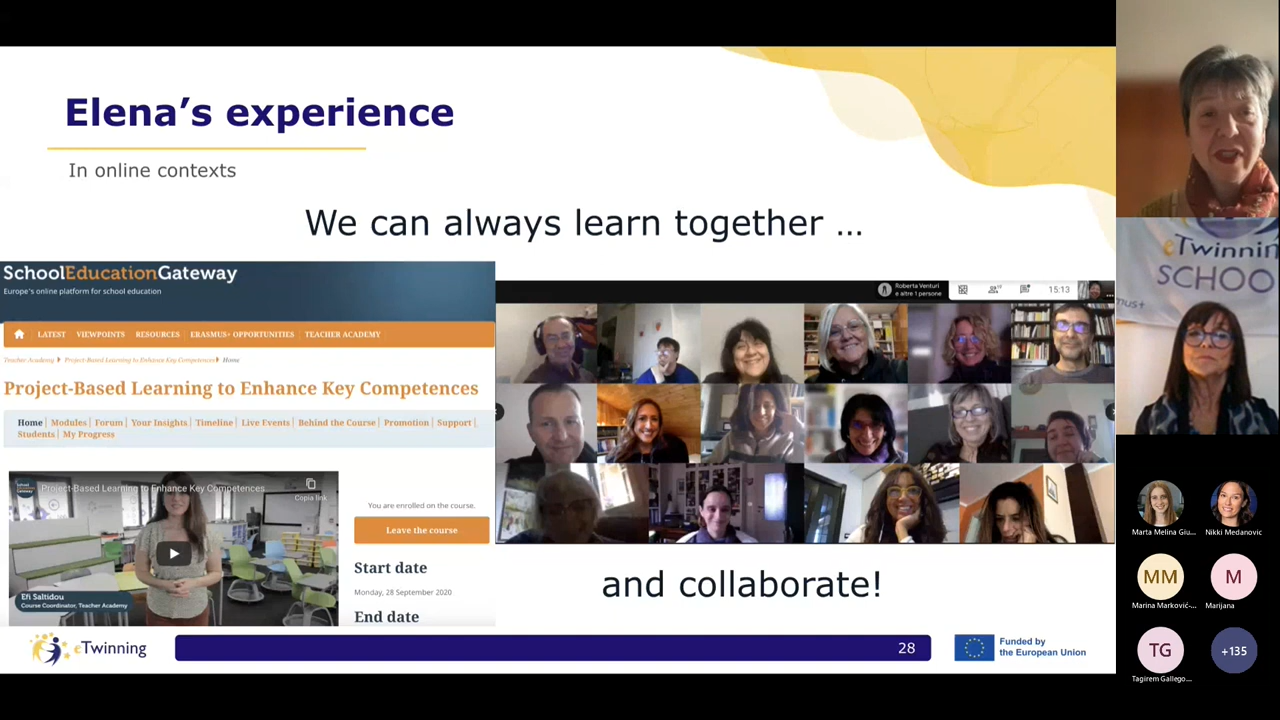 Elena’s experience
In online contexts
We can always learn together ...
SchoolEducationGateway
Europe's online platform for school education
LATEST VIEWPOINTS RESOURCES ERASMUS+ OPPORTUNITIES TEACHER ACADEMY
Teacher Academy Project-Based Learning to Enhance Key Competences Home
Project-Based Learning to Enhance Key Competences
Home Modules Forum Your Insights Timeline Live Events Behind the Course Promotion Support
Students My Progress
Project-Based Learning to Enhance Key Competences
Copia link
Efi Saltidou
Course Coordinator, Teacher Academy
You are enrolled on the course.
Leave the course
Start date
Monday, 28 September 2020
End date
Roberta Venturi
e altre 1 persone
15:13
and collaborate!
eTwinning
28
Funded by
the European Union
eTwinnin
SCHOO
mus+
Marta Melina Giu...
Nikki Medanovic
MM
M
Marina Marković-...
Marijana
TG
+135
Tagirem Gallego...